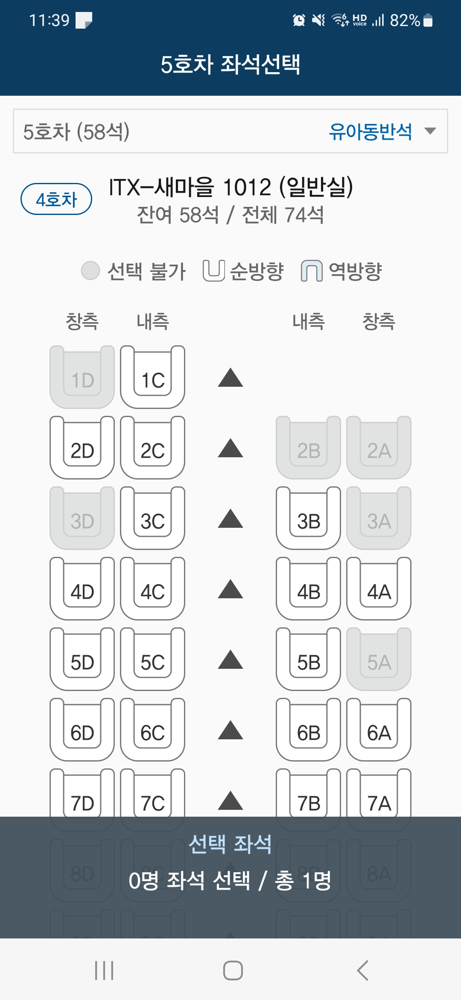 11:39 6 HD voice 82%
5호차 좌석선택
5호차 (58석) 유아동반석
4호차 ITX-새마을 1012 (일반실)
잔여 58석 / 전체 74석
선택 불가 순방향 역방향
창측 내측 내측 창측
1D 1C
2D 2C 2B 2A
3D 3C 3B 3A
4D 4C 4B 4A
5D 5C 5B 5A
6D 6C 6B 6A
7D 7C 7B 7A
선택 좌석
8D 8C 8B 8A
0명 좌석 선택 / 총 1명